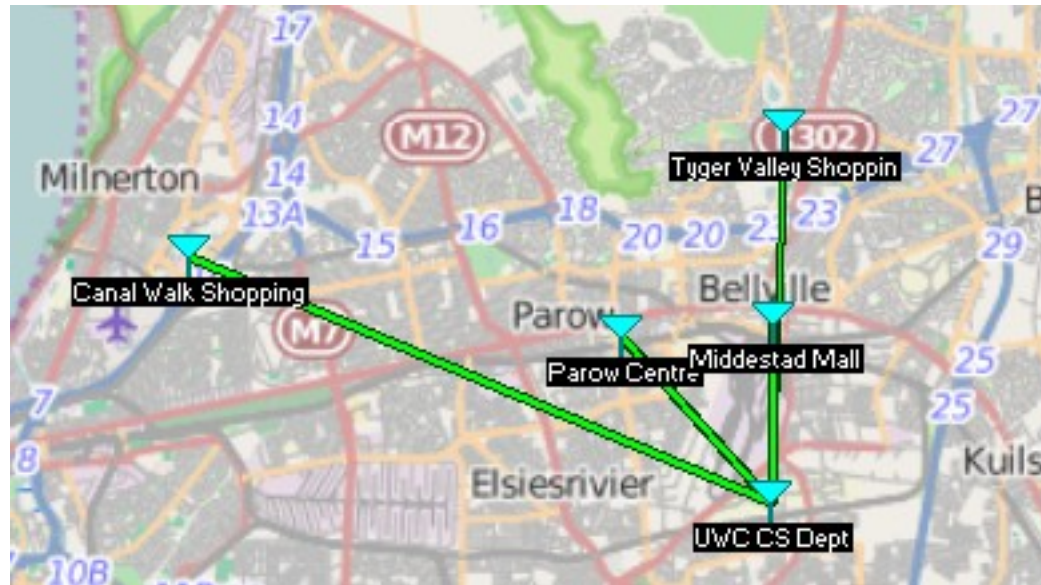 17
14
M12
R302
27
27
Tyger Valley Shoppin
Milnerton
14
13A
18
23
16
20
20
23
15
29
Canal Walk Shopping
Bellville
Parow
M7
Middestad Mall
Parow Centre
25
7
25
8
Elsiesrivier
Kuils
UWC CS Dept
10B